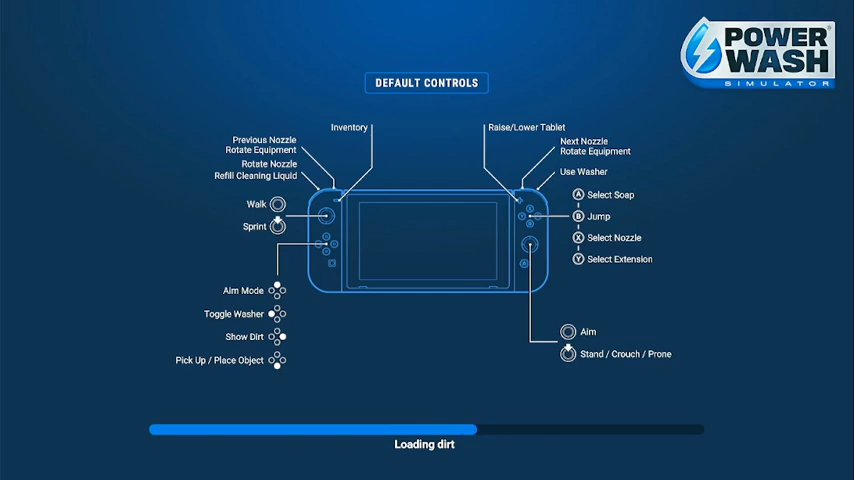 POWER
WASH
SIMULATOR
DEFAULT CONTROLS
Inventory
Raise/Lower Tablet
Previous Nozzle
Rotate Equipment
Rotate Nozzle
Refill Cleaning Liquid
Next Nozzle
Rotate Equipment
Use Washer
Walk
Sprint
A Select Soap
B Jump
X Select Nozzle
Y Select Extension
Aim Mode
Toggle Washer
Show Dirt
Pick Up / Place Object
Aim
Stand / Crouch / Prone
Loading dirt